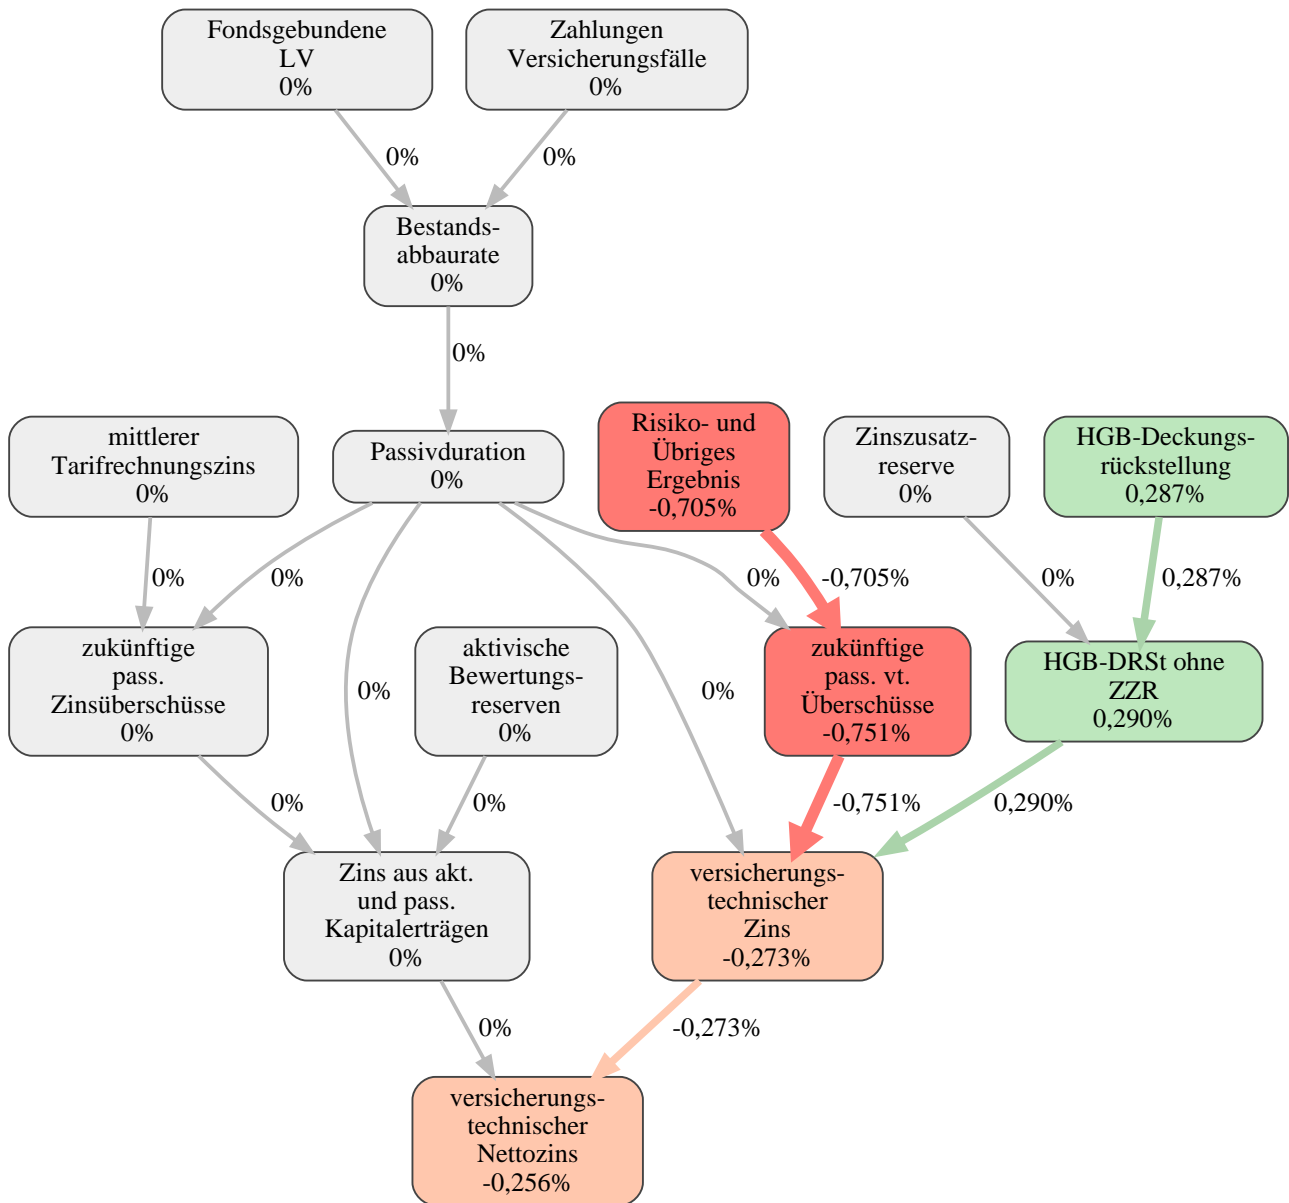 Fondsgebundene
LV
0%
Zahlungen
Versicherungsfälle
0%
0%
0%
Bestands-
abbaurate
0%
0%
mittlerer
Tarifrechnungszins
0%
Passivduration
0%
Risiko- und
Übriges
Ergebnis
-0,705%
Zinszusatz-
reserve
0%
HGB-Deckungs-
rückstellung
0,287%
0%
0%
0%
-0,705%
0%
0,287%
zukünftige
pass.
Zinsüberschüsse
0%
0%
aktivische
Bewertungs-
reserven
0%
0%
zukünftige
pass. vt.
Überschüsse
-0,751%
HGB-DRSt ohne
ZZR
0,290%
0%
0%
-0,751%
0,290%
Zins aus akt.
und pass.
Kapitalerträgen
0%
versicherungs-
technischer
Zins
-0,273%
0%
-0,273%
versicherungs-
technischer
Nettozins
-0,256%